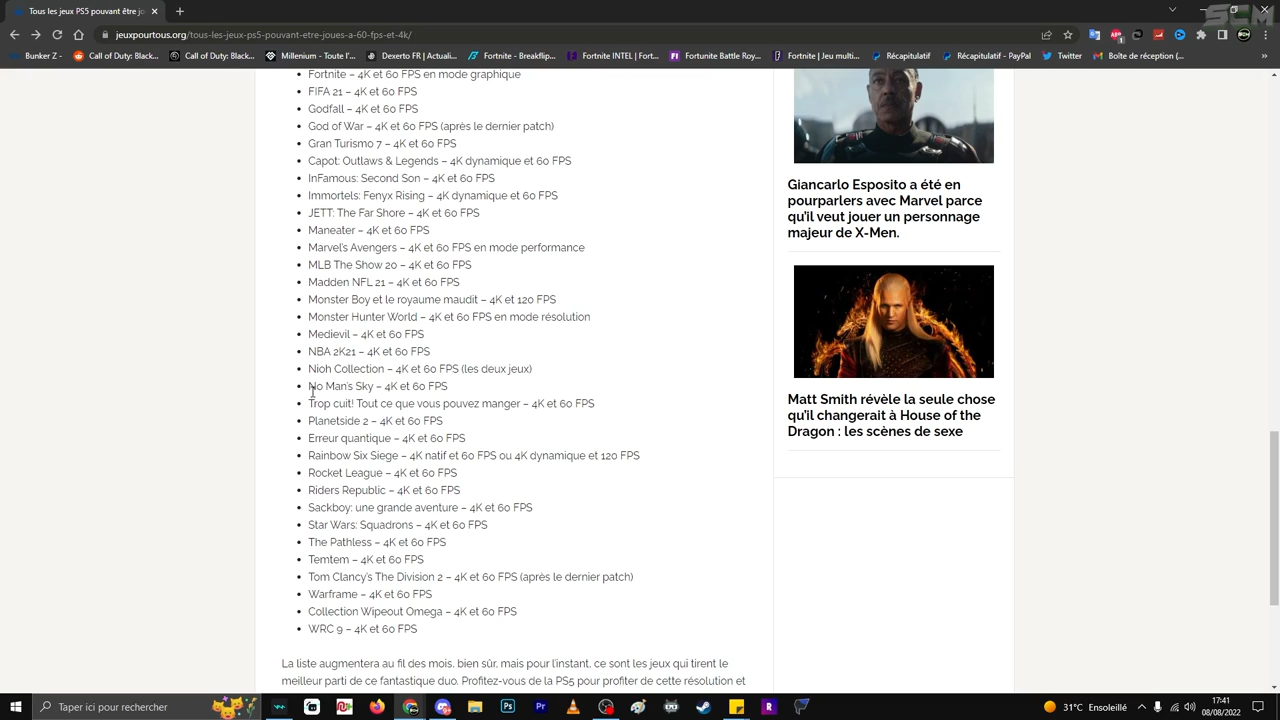 Tous les jeux PS5 pouvant être jo
SCM
jeuxpourtous.org/tous-les-jeux-ps5-pouvant-etre-joues-a-60-fps-et-4k/
Bunker Z -
Call of Duty: Black...
Call of Duty: Black...
Millenium - Toute l'...
Dexerto FR | Actuali...
Fortnite - Breakflip...
Fortnite INTEL | Fort...
Fortunite Battle Roy...
Fortnite | Jeu multi...
Récapitulatif
Récapitulatif - PayPal
Twitter
Boîte de réception (...
Fortnite – 4K et 60 FPS en mode graphique
FIFA 21 – 4K et 60 FPS
Godfall – 4K et 60 FPS
God of War – 4K et 60 FPS (après le dernier patch)
Gran Turismo 7 – 4K et 60 FPS
Capot: Outlaws & Legends – 4K dynamique et 60 FPS
InFamous: Second Son – 4K et 60 FPS
Immortels: Fenyx Rising – 4K dynamique et 60 FPS
JETT: The Far Shore – 4K et 60 FPS
Maneater – 4K et 60 FPS
Marvel's Avengers – 4K et 60 FPS en mode performance
MLB The Show 20 – 4K et 60 FPS
Madden NFL 21 – 4K et 60 FPS
Monster Boy et le royaume maudit – 4K et 120 FPS
Monster Hunter World – 4K et 60 FPS en mode résolution
Medievil – 4K et 60 FPS
NBA 2K21 – 4K et 60 FPS
Nioh Collection – 4K et 60 FPS (les deux jeux)
No Man's Sky – 4K et 60 FPS
Trop cuit! Tout ce que vous pouvez manger – 4K et 60 FPS
Planetside 2 – 4K et 60 FPS
Erreur quantique – 4K et 60 FPS
Rainbow Six Siege – 4K natif et 60 FPS ou 4K dynamique et 120 FPS
Rocket League – 4K et 60 FPS
Riders Republic – 4K et 60 FPS
Sackboy: une grande aventure – 4K et 60 FPS
Star Wars: Squadrons – 4K et 60 FPS
The Pathless – 4K et 60 FPS
Temtem – 4K et 60 FPS
Tom Clancy's The Division 2 – 4K et 60 FPS (après le dernier patch)
Warframe – 4K et 60 FPS
Collection Wipeout Omega – 4K et 60 FPS
WRC 9 – 4K et 60 FPS
La liste augmentera au fil des mois, bien sûr, mais pour l'instant, ce sont les jeux qui tirent le
meilleur parti de ce fantastique duo. Profitez-vous de la PS5 pour profiter de cette résolution et
Giancarlo Esposito a été en
pourparlers avec Marvel parce
qu'il veut jouer un personnage
majeur de X-Men.
Matt Smith révèle la seule chose
qu'il changerait à House of the
Dragon : les scènes de sexe
Taper ici pour rechercher
31°C Ensoleillé
17:41
08/08/2022